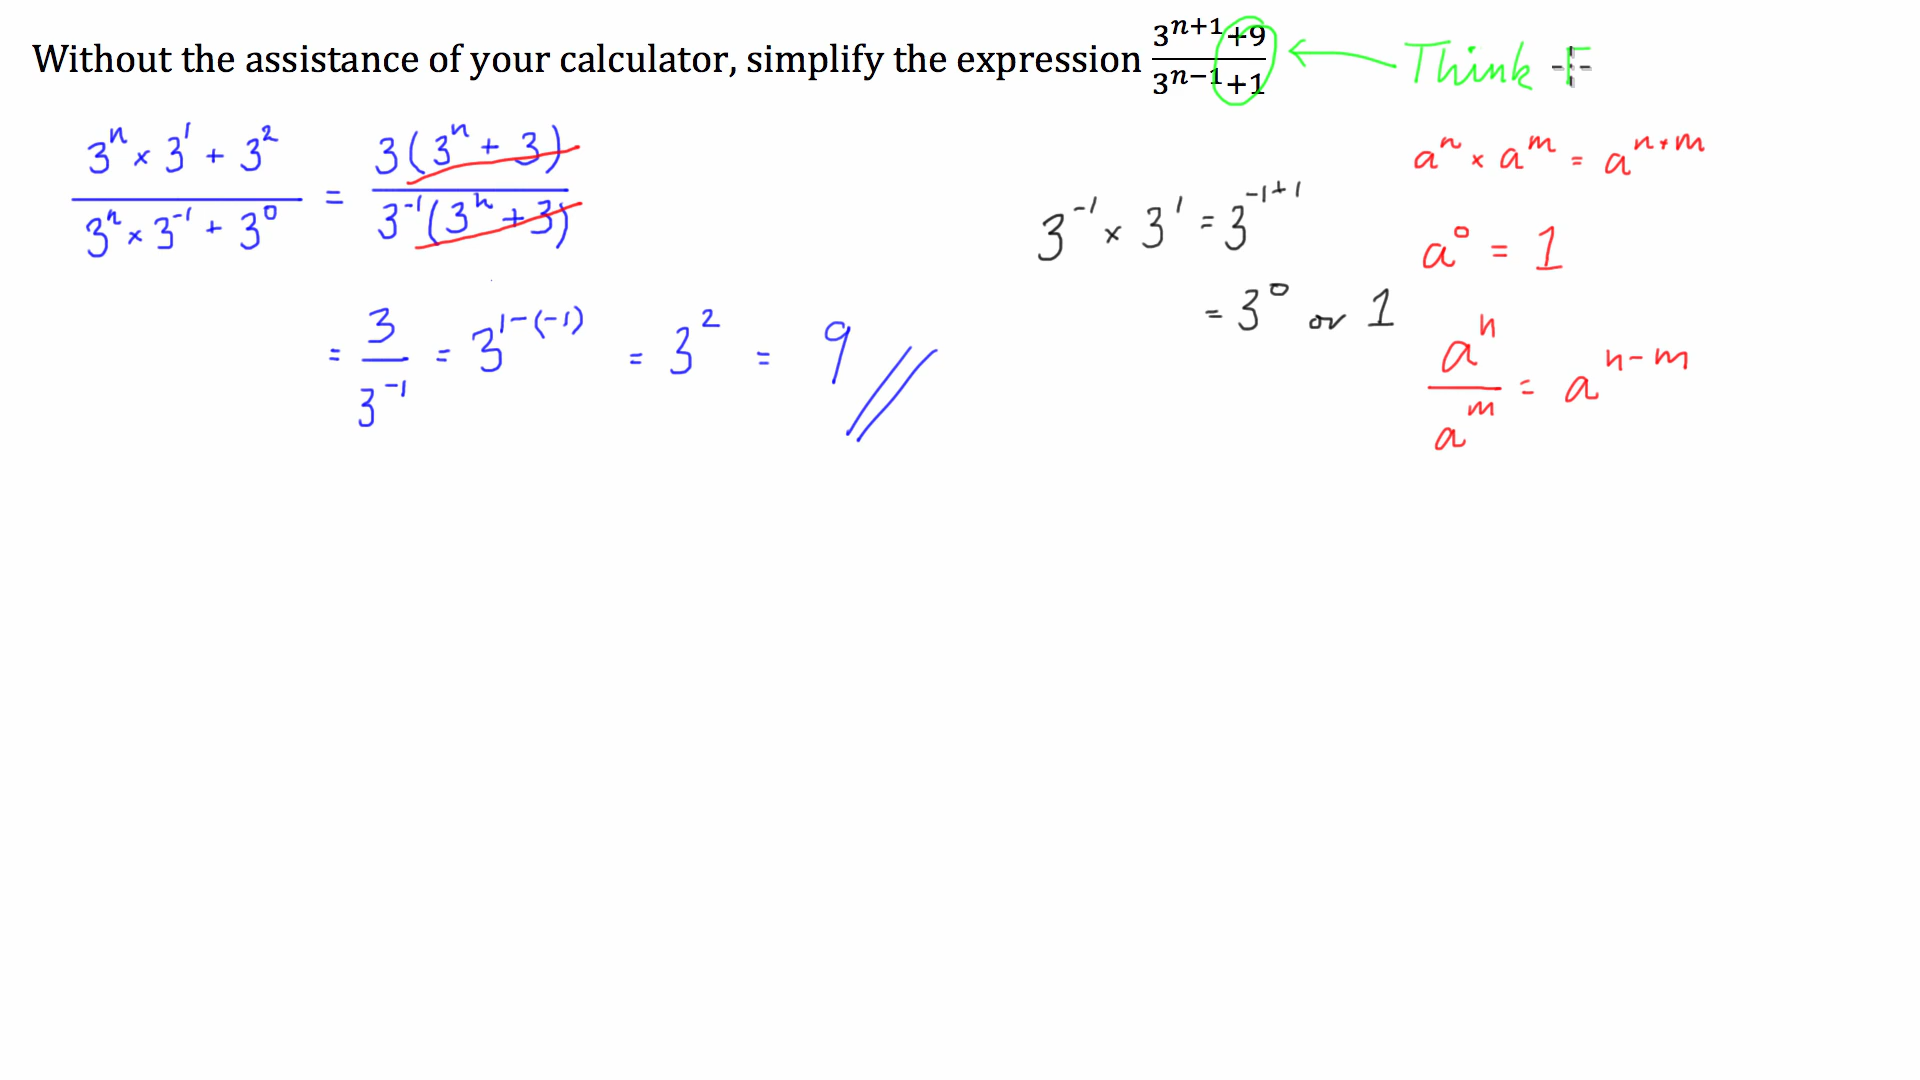 Without the assistance of your calculator, simplify the expression (3^(n+1) + 9)/(3^(n−1) + 1) ← Think F
(3^n × 3^1 + 3^2)/(3^n × 3^-1 + 3^0) = 3(3^n + 3)/3^-1(3^n + 3)
= 3/3^-1 = 3^(1-(-1)) = 3^2 = 9
3^-1 × 3^1 = 3^(-1+1)
= 3^0 or 1
a^n × a^m = a^(n+m)
a^0 = 1
a^n/a^m = a^(n-m)